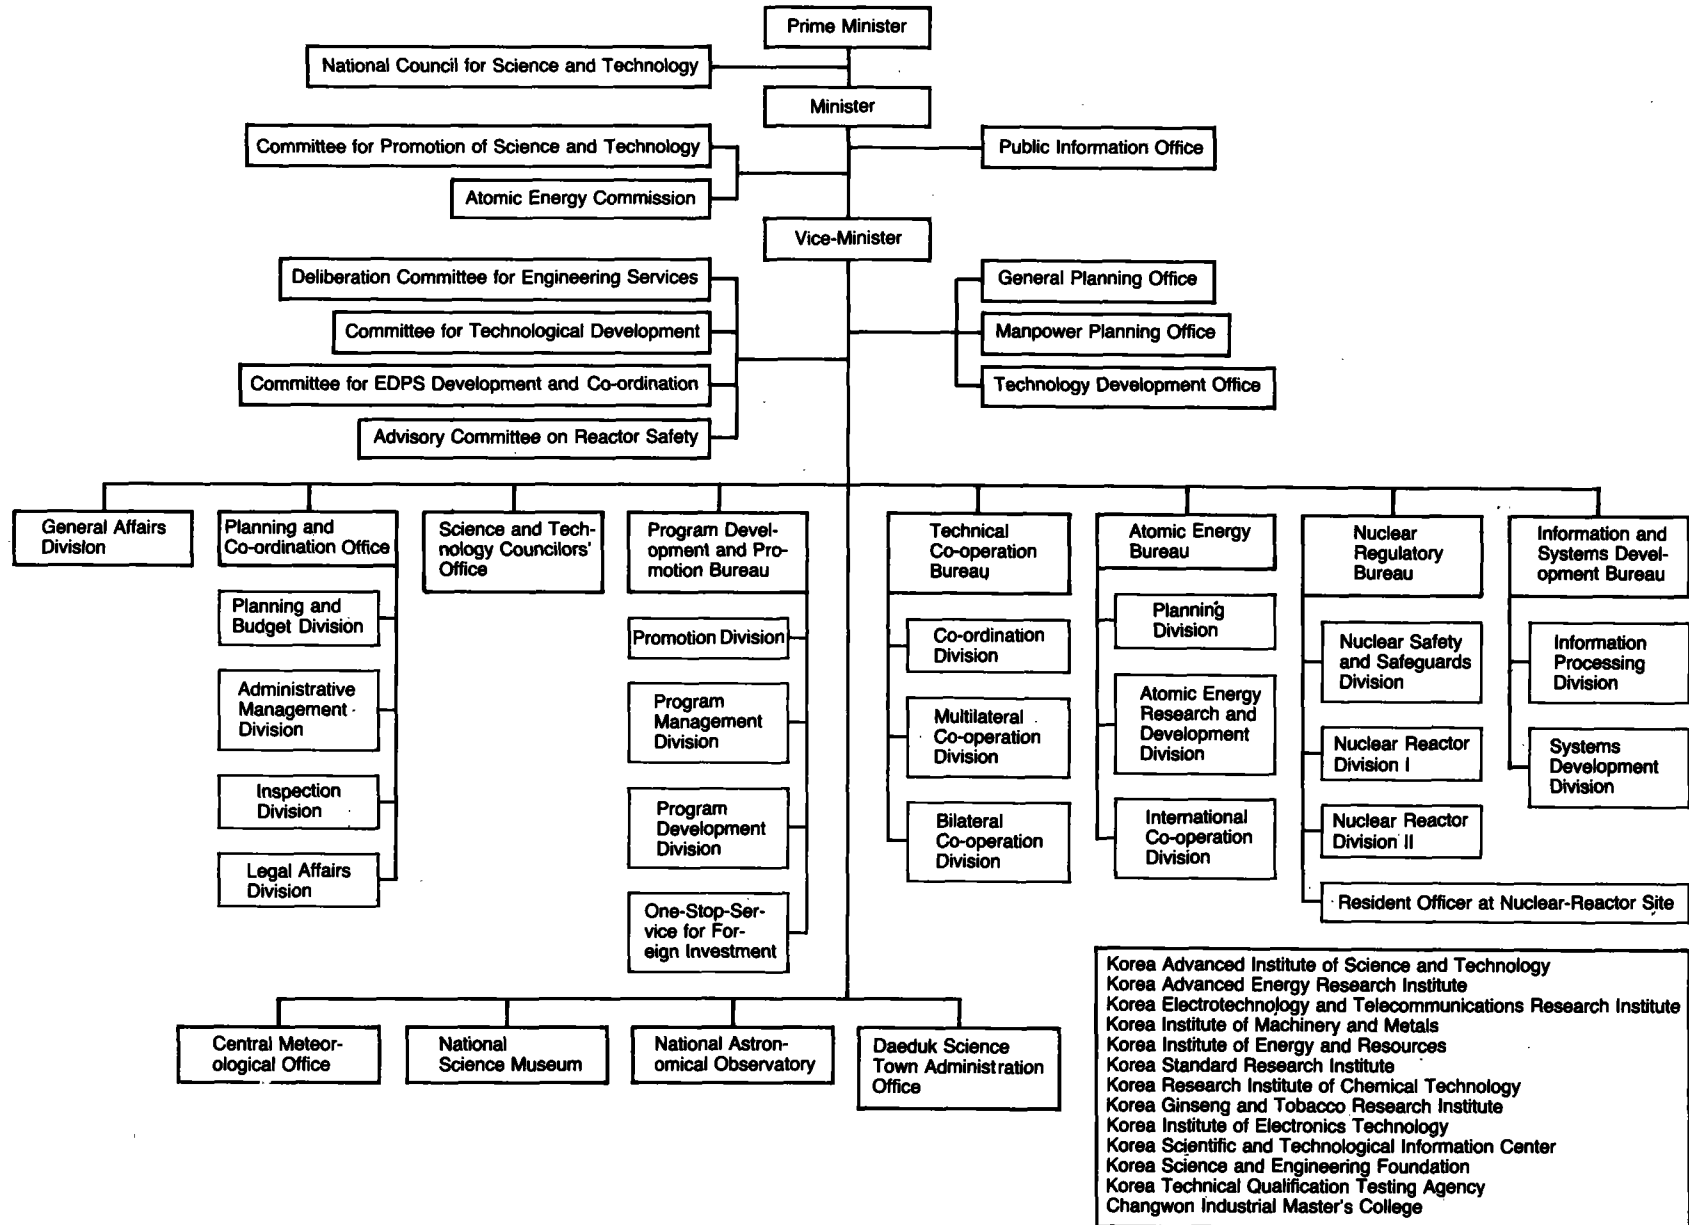 Prime Minister
National Council for Science and Technology
Minister
Committee for Promotion of Science and Technology
Public Information Office
Atomic Energy Commission
Vice-Minister
Deliberation Committee for Engineering Services
General Planning Office
Committee for Technological Development
Manpower Planning Office
Committee for EDPS Development and Co-ordination
Technology Development Office
Advisory Committee on Reactor Safety
General Affairs
Division
Planning and
Co-ordination Office
Planning and
Budget Division
Administrative
Management
Division
Inspection
Division
Legal Affairs
Division
Science and Tech-
nology Councilors'
Office
Program Devel-
opment and Pro-
motion Bureau
Promotion Division
Program
Management
Division
Program
Development
Division
One-Stop-Ser-
vice for For-
eign Investment
Technical
Co-operation
Bureau
Co-ordination
Division
Multilateral
Co-operation
Division
Bilateral
Co-operation
Division
Atomic Energy
Bureau
Planning
Division
Atomic Energy
Research and
Development
Division
International
Co-operation
Division
Nuclear
Regulatory
Bureau
Nuclear Safety
and Safeguards
Division
Nuclear Reactor
Division I
Nuclear Reactor
Division II
Resident Officer at Nuclear-Reactor Site
Information and
Systems Devel-
opment Bureau
Information
Processing
Division
Systems
Development
Division
Central Meteor-
ological Office
National
Science Museum
National Astron-
omical Observatory
Daeduk Science
Town Administration
Office
Korea Advanced Institute of Science and Technology
Korea Advanced Energy Research Institute
Korea Electrotechnology and Telecommunications Research Institute
Korea Institute of Machinery and Metals
Korea Institute of Energy and Resources
Korea Standard Research Institute
Korea Research Institute of Chemical Technology
Korea Ginseng and Tobacco Research Institute
Korea Institute of Electronics Technology
Korea Scientific and Technological Information Center
Korea Science and Engineering Foundation
Korea Technical Qualification Testing Agency
Changwon Industrial Master's College